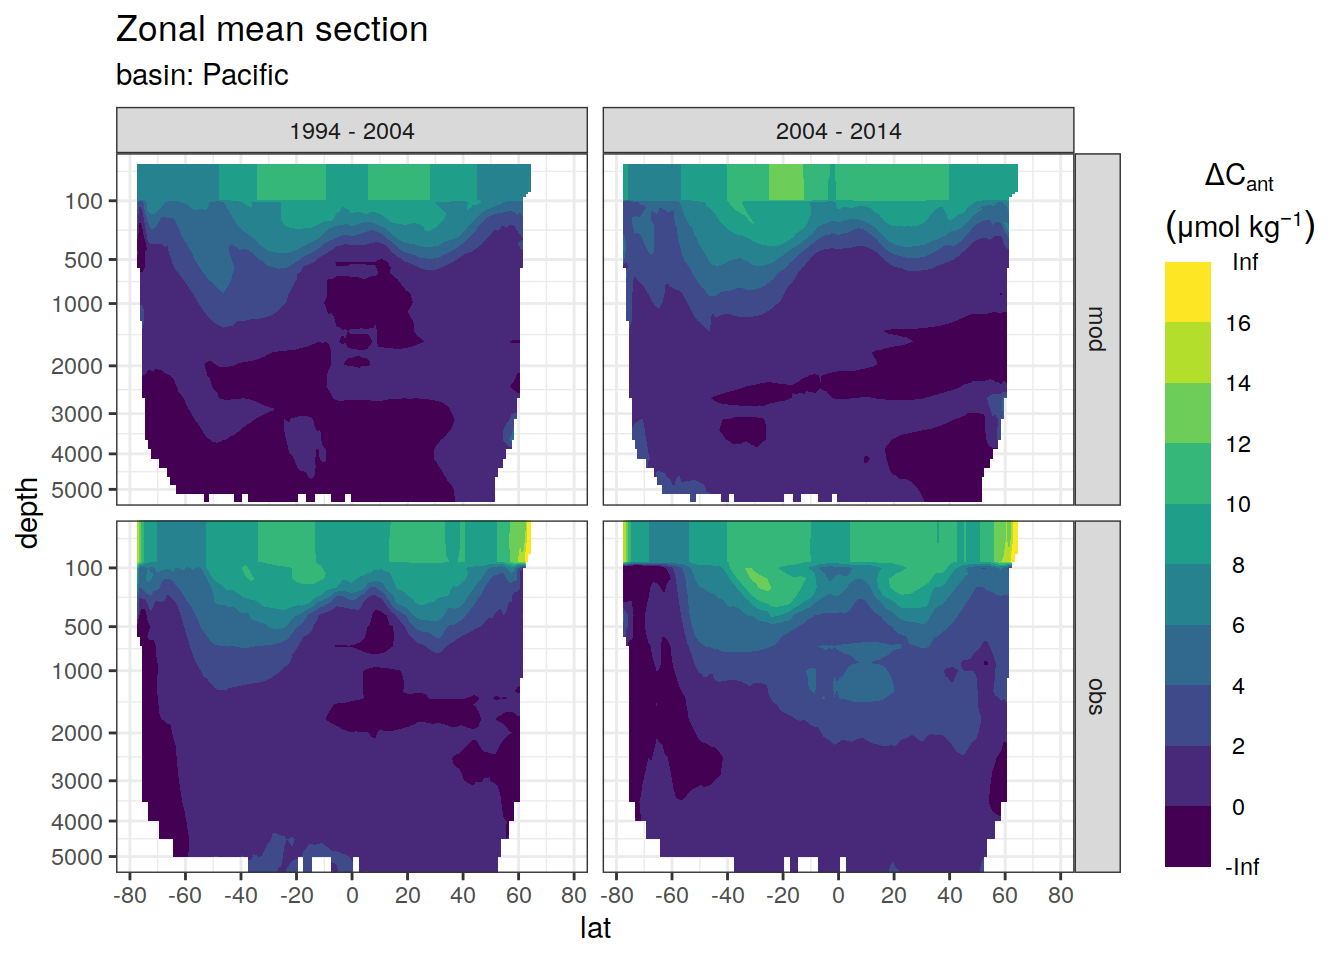 Zonal mean section
basin: Pacific
1994 - 2004
2004 - 2014
mod
obs
depth
100
500
1000
2000
3000
4000
5000
100
500
1000
2000
3000
4000
5000
-80 -60 -40 -20 0 20 40 60 80
-80 -60 -40 -20 0 20 40 60 80
lat
ΔCant
(μmol kg⁻¹)
Inf
16
14
12
10
8
6
4
2
0
-Inf